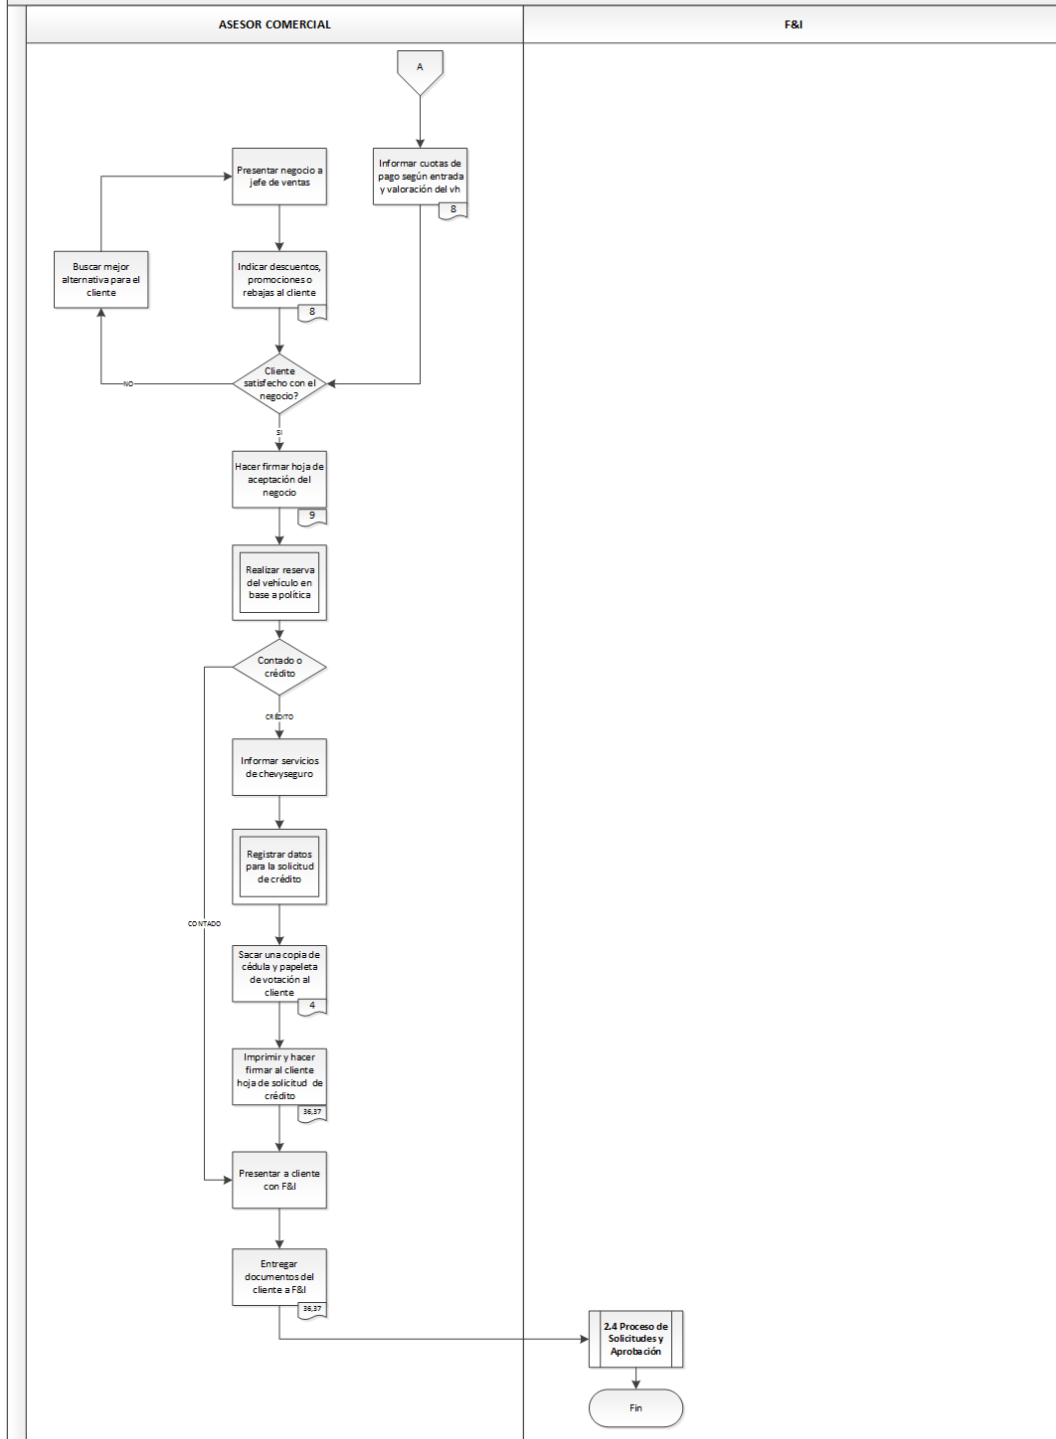 ASESOR COMERCIAL
F&I
A
Presentar negocio a
jefe de ventas
Informar cuotas de
pago según entrada
y valoración del vh
8
Buscar mejor
alternativa para el
cliente
Indicar descuentos,
promociones o
rebajas al cliente
8
Cliente
satisfecho con el
negocio?
NO
SI
Hacer firmar hoja de
aceptación del
negocio
9
Realizar reserva
del vehículo en
base a política
Contado o
crédito
CRÉDITO
Informar servicios
de chevyseguro
Registrar datos
para la solicitud
de crédito
CONTADO
Sacar una copia de
cédula y papeleta
de votación al
cliente
4
Imprimir y hacer
firmar al cliente
hoja de solicitud de
crédito
36,37
Presentar a cliente
con F&I
Entregar
documentos del
cliente a F&I
36,37
2.4 Proceso de
Solicitudes y
Aprobación
Fin